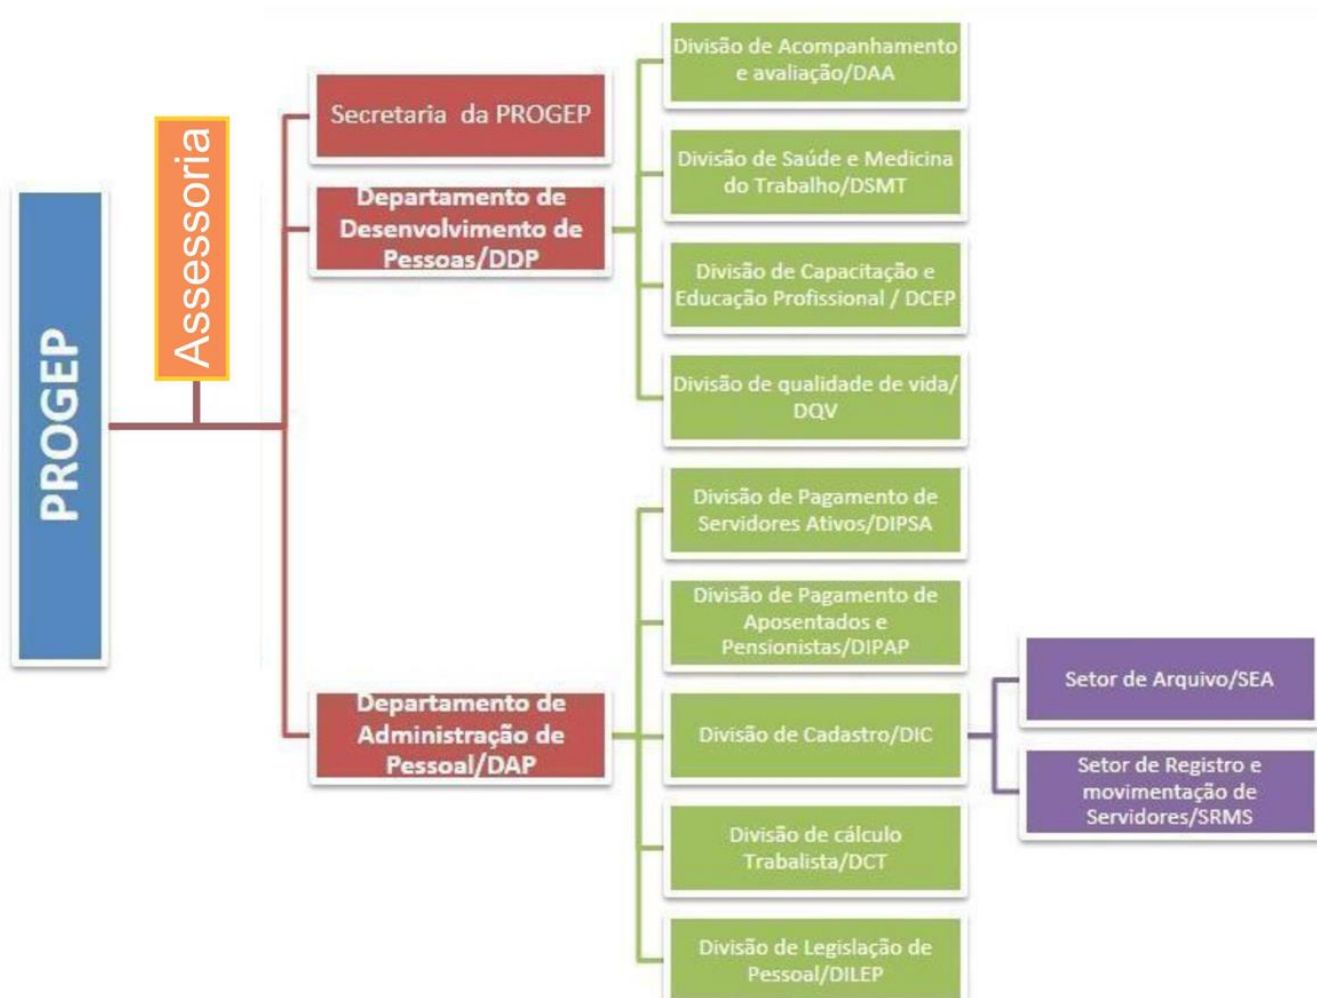 PROGEP
Assessoria
Secretaria da PROGEP
Departamento de
Desenvolvimento de
Pessoas/DDP
Divisão de Acompanhamento
e avaliação/DAA
Divisão de Saúde e Medicina
do Trabalho/DSMT
Divisão de Capacitação e
Educação Profissional / DCEP
Divisão de qualidade de vida/
DQV
Departamento de
Administração de
Pessoal/DAP
Divisão de Pagamento de
Servidores Ativos/DIPSA
Divisão de Pagamento de
Aposentados e
Pensionistas/DIPAP
Divisão de Cadastro/DIC
Setor de Arquivo/SEA
Setor de Registro e
movimentação de
Servidores/SRMS
Divisão de cálculo
Trabalista/DCT
Divisão de Legislação de
Pessoal/DILEP